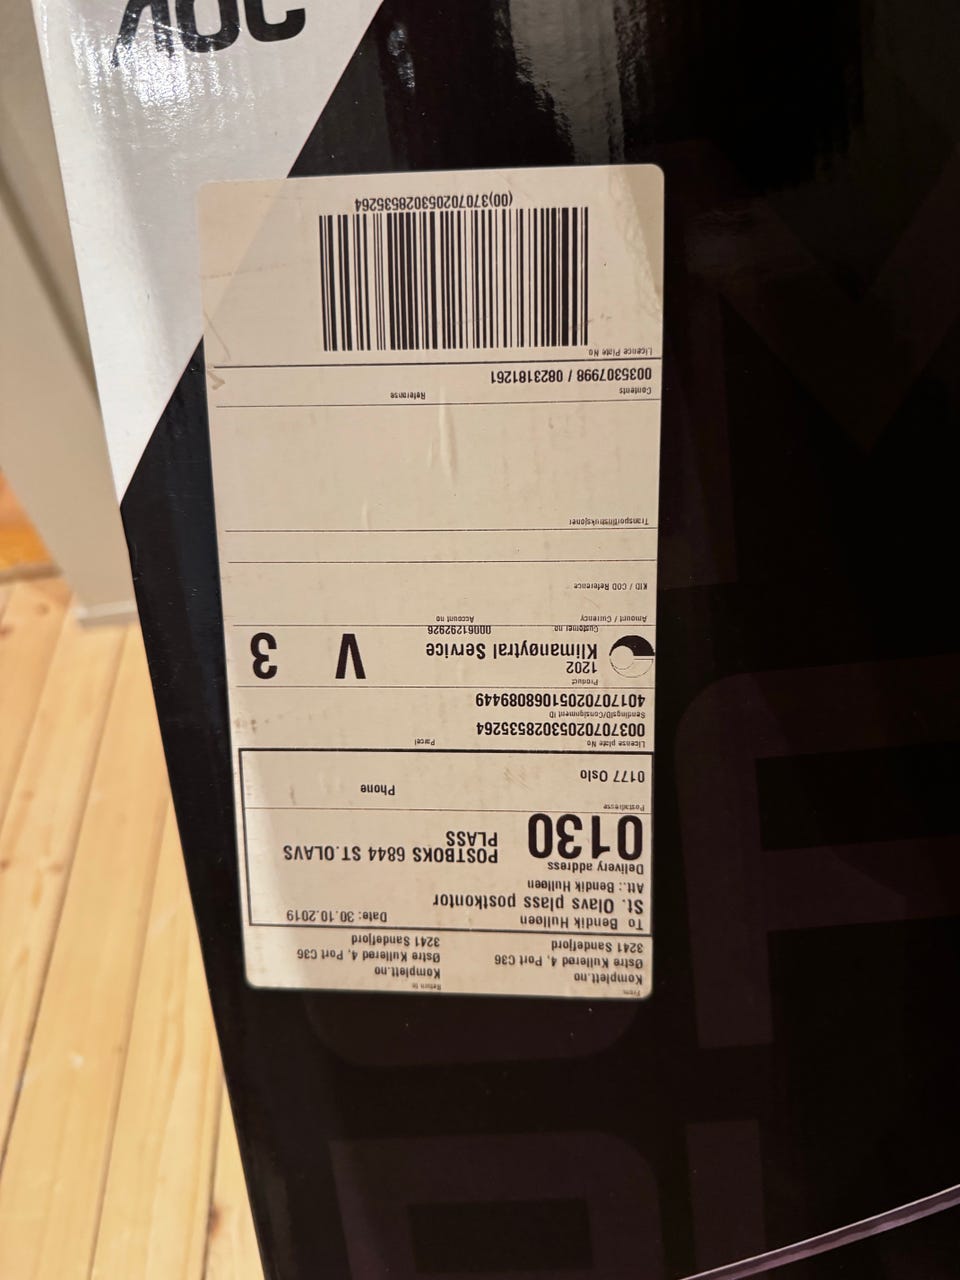 From
Komplett.no
Østre Kullerød 4, Port C36
3241 Sandefjord
Return to
Komplett.no
Østre Kullerød 4, Port C36
3241 Sandefjord
To Bendik Hulleen
Date: 30.10.2019
St. Olavs plass postkontor
Att.: Bendik Hulleen
Delivery address
0130
POSTBOKS 6844 ST.OLAVS
PLASS
Postadresse
Phone
0177 Oslo
License plate No
Parcel
00370702053028535264
SendingsID/Consignment ID
40170702051068089449
Product
1202
Klimanøytral Service
V
3
Customer no
00061292926
Amount / Currency
Account no
KID / COD Reference
Transportinstruksjoner
Contents
Referanse
0035307998 / 0823181261
Licence Plate No.
(00)370702053028535264
AOC